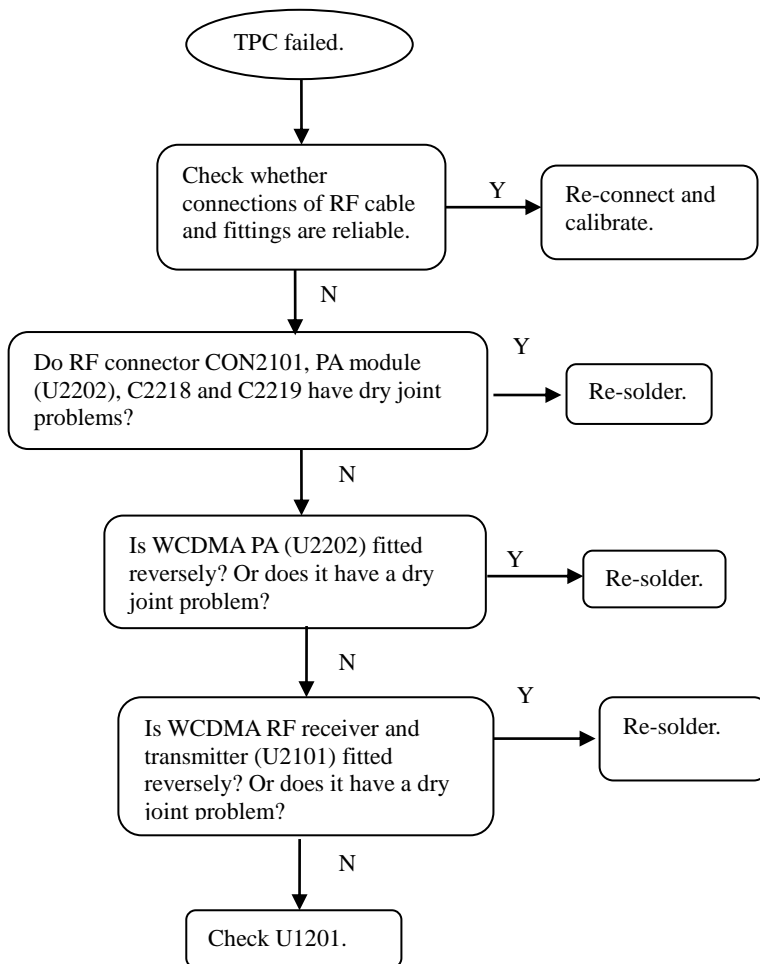 TPC failed.
Check whether
connections of RF cable
and fittings are reliable.
Y
Re-connect and
calibrate.
N
Do RF connector CON2101, PA module
(U2202), C2218 and C2219 have dry joint
problems?
Y
Re-solder.
N
Is WCDMA PA (U2202) fitted
reversely? Or does it have a dry
joint problem?
Y
Re-solder.
N
Is WCDMA RF receiver and
transmitter (U2101) fitted
reversely? Or does it have a dry
joint problem?
Y
Re-solder.
N
Check U1201.